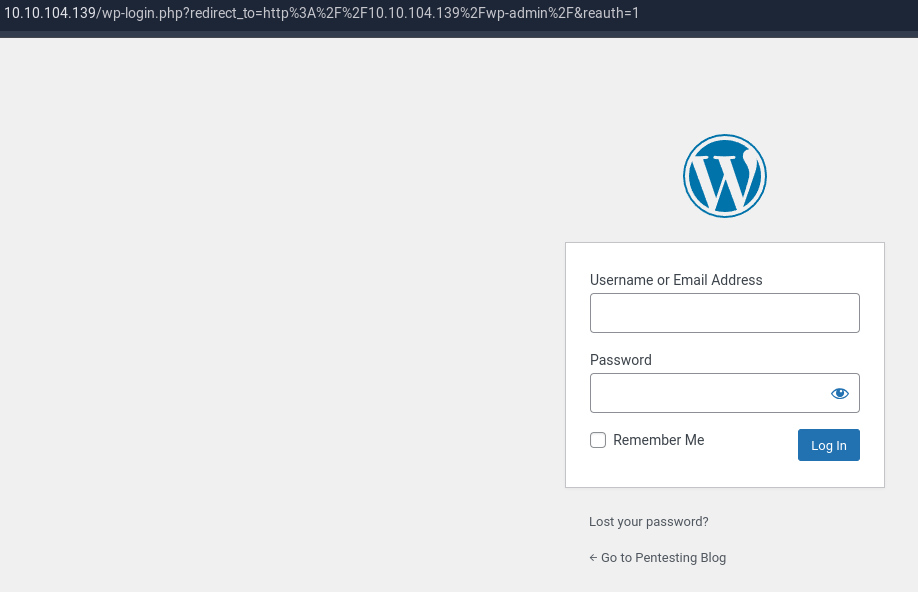 10.10.104.139/wp-login.php?redirect_to=http%3A%2F%2F10.10.104.139%2Fwp-admin%2F&reauth=1
Username or Email Address
Password
Remember Me
Log In
Lost your password?
← Go to Pentesting Blog